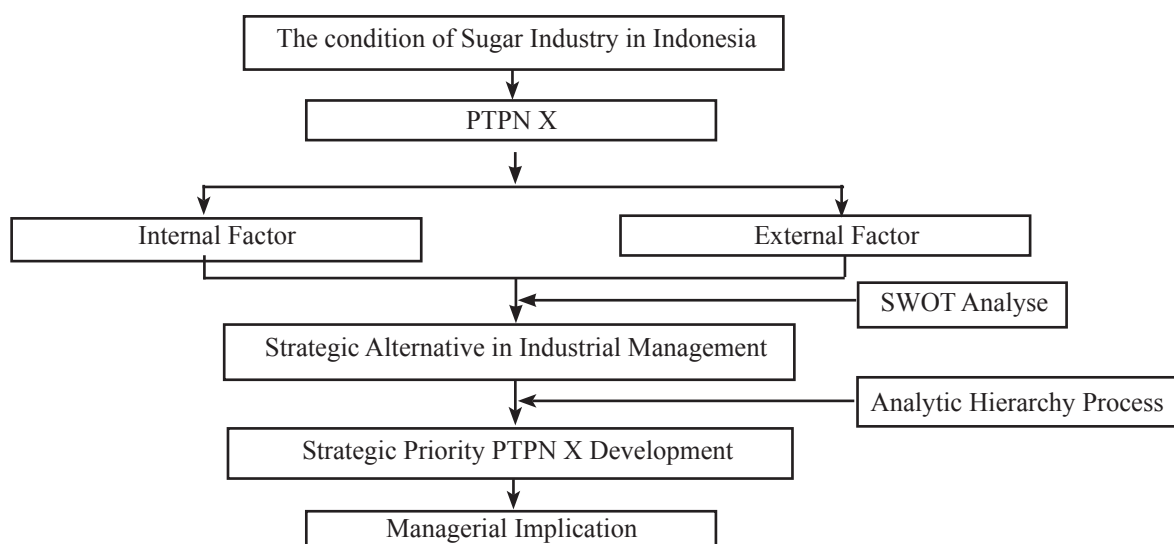 The condition of Sugar Industry in Indonesia
PTPN X
Internal Factor
External Factor
SWOT Analyse
Strategic Alternative in Industrial Management
Analytic Hierarchy Process
Strategic Priority PTPN X Development
Managerial Implication